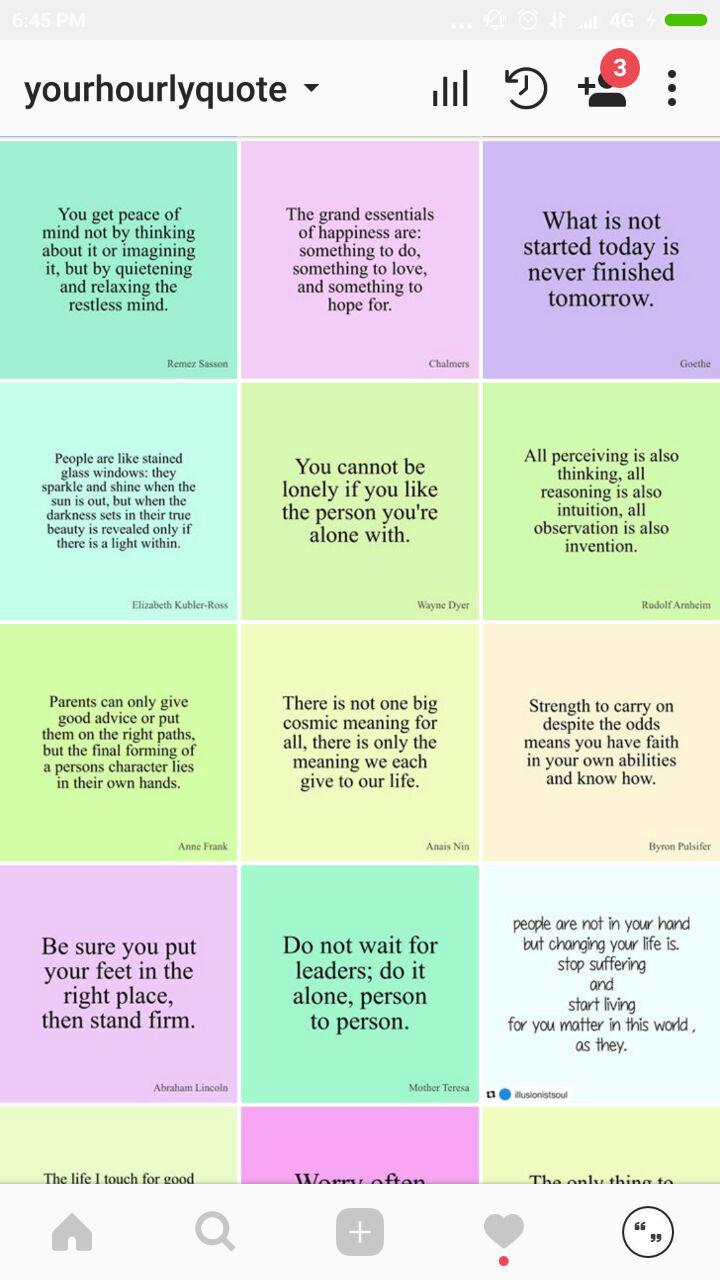 6:45 PM
4G
yourhourlyquote
3
You get peace of
mind not by thinking
about it or imagining
it, but by quietening
and relaxing the
restless mind.
Remez Sasson
The grand essentials
of happiness are:
something to do,
something to love,
and something to
hope for.
Chalmers
What is not
started today is
never finished
tomorrow.
Goethe
People are like stained
glass windows: they
sparkle and shine when the
sun is out, but when the
darkness sets in their true
beauty is revealed only if
there is a light within.
Elizabeth Kubler-Ross
You cannot be
lonely if you like
the person you're
alone with.
Wayne Dyer
All perceiving is also
thinking, all
reasoning is also
intuition, all
observation is also
invention.
Rudolf Arnheim
Parents can only give
good advice or put
them on the right paths,
but the final forming of
a persons character lies
in their own hands.
Anne Frank
There is not one big
cosmic meaning for
all, there is only the
meaning we each
give to our life.
Anais Nin
Strength to carry on
despite the odds
means you have faith
in your own abilities
and know how.
Byron Pulsifer
Be sure you put
your feet in the
right place,
then stand firm.
Abraham Lincoln
Do not wait for
leaders; do it
alone, person
to person.
Mother Teresa
people are not in your hand
but changing your life is.
stop suffering
and
start living
for you matter in this world ,
as they.
illusionistsoul
The life I touch for good
Worry often
The only thing to